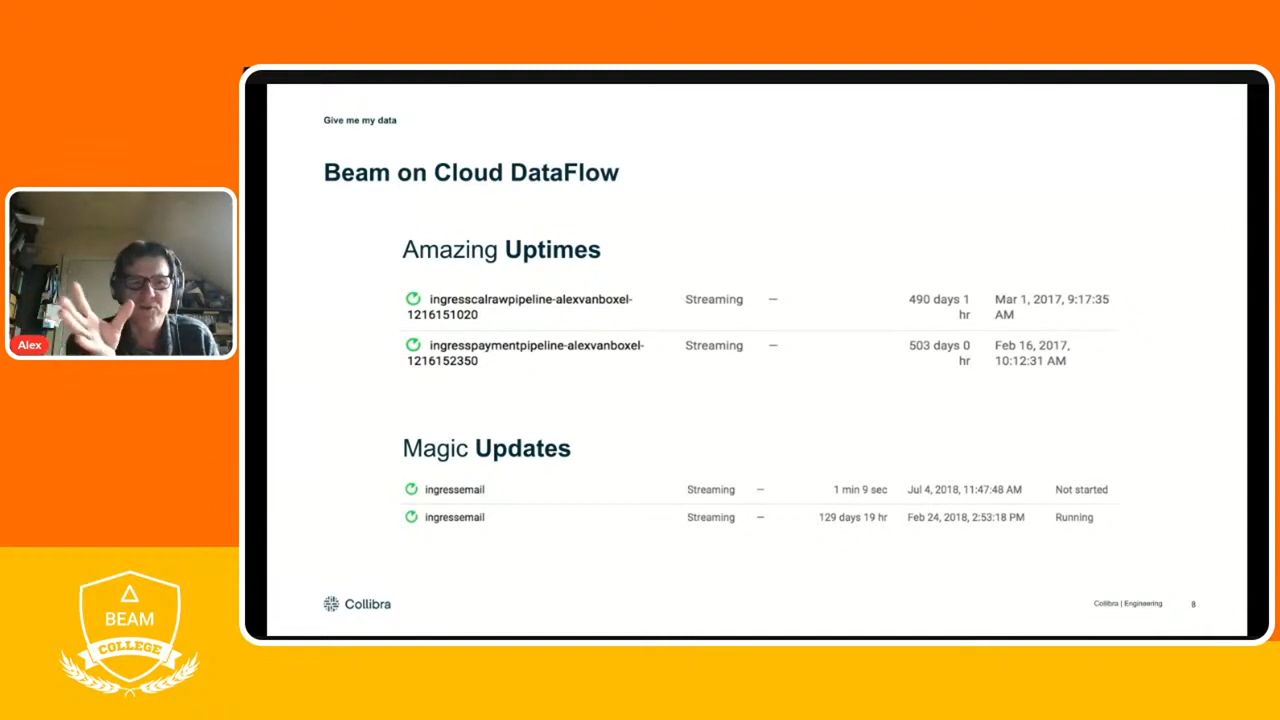 Give me my data
Beam on Cloud DataFlow
Amazing Uptimes
ingresscalrawpipeline-alexvanboxel- Streaming — 490 days 1 Mar 1, 2017, 9:17:35
1216151020 hr AM
ingresspaymentpipeline-alexvanboxel- Streaming — 503 days 0 Feb 16, 2017,
1216152350 hr 10:12:31 AM
Magic Updates
ingressemail Streaming — 1 min 9 sec Jul 4, 2018, 11:47:48 AM Not started
ingressemail Streaming — 129 days 19 hr Feb 24, 2018, 2:53:18 PM Running
Collibra
Collibra | Engineering 8
Alex
BEAM
COLLEGE